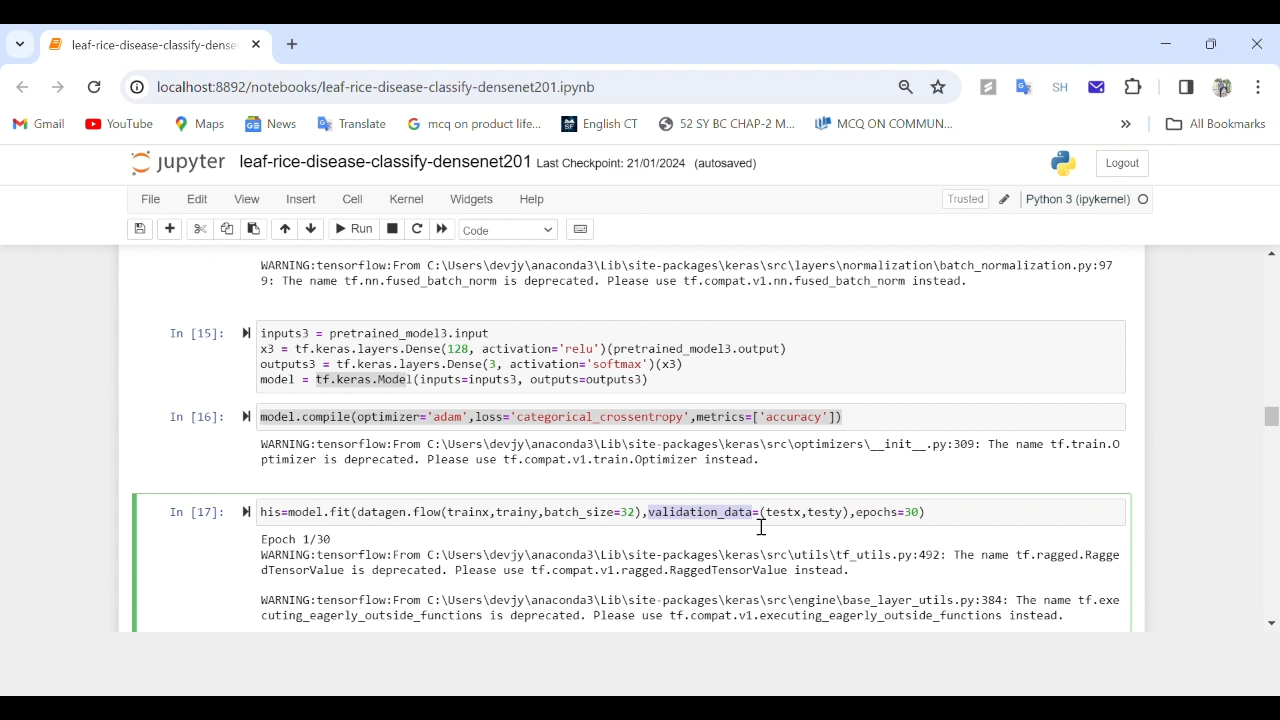 leaf-rice-disease-classify-dense
localhost:8892/notebooks/leaf-rice-disease-classify-densenet201.ipynb
SH
Gmail YouTube Maps News Translate mcq on product life... English CT 52 SY BC CHAP-2 M... MCQ ON COMMUN... » All Bookmarks
jupyter leaf-rice-disease-classify-densenet201 Last Checkpoint: 21/01/2024 (autosaved) Logout
File Edit View Insert Cell Kernel Widgets Help Trusted Python 3 (ipykernel)
Run Code
WARNING:tensorflow:From C:\Users\devjy\anaconda3\Lib\site-packages\keras\src\layers\normalization\batch_normalization.py:97
9: The name tf.nn.fused_batch_norm is deprecated. Please use tf.compat.v1.nn.fused_batch_norm instead.
In [15]: inputs3 = pretrained_model3.input
x3 = tf.keras.layers.Dense(128, activation='relu')(pretrained_model3.output)
outputs3 = tf.keras.layers.Dense(3, activation='softmax')(x3)
model = tf.keras.Model(inputs=inputs3, outputs=outputs3)
In [16]: model.compile(optimizer='adam',loss='categorical_crossentropy',metrics=['accuracy'])
WARNING:tensorflow:From C:\Users\devjy\anaconda3\Lib\site-packages\keras\src\optimizers\__init__.py:309: The name tf.train.O
ptimizer is deprecated. Please use tf.compat.v1.train.Optimizer instead.
In [17]: his=model.fit(datagen.flow(trainx,trainy,batch_size=32),validation_data=(testx,testy),epochs=30)
Epoch 1/30
WARNING:tensorflow:From C:\Users\devjy\anaconda3\Lib\site-packages\keras\src\utils\tf_utils.py:492: The name tf.ragged.Ragge
dTensorValue is deprecated. Please use tf.compat.v1.ragged.RaggedTensorValue instead.
WARNING:tensorflow:From C:\Users\devjy\anaconda3\Lib\site-packages\keras\src\engine\base_layer_utils.py:384: The name tf.exe
cuting_eagerly_outside_functions is deprecated. Please use tf.compat.v1.executing_eagerly_outside_functions instead.